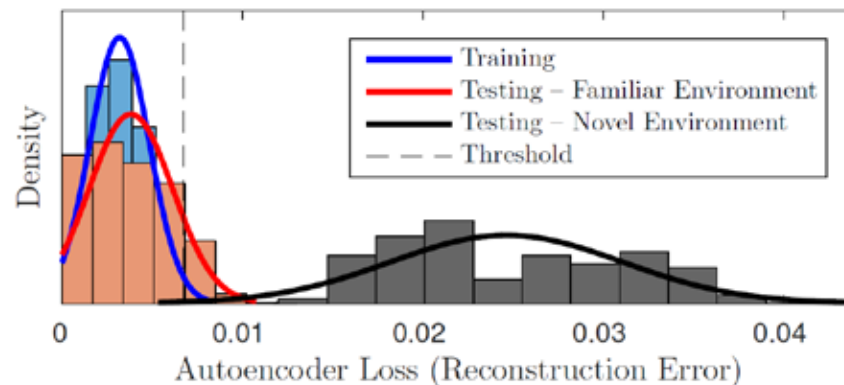 Training
Testing – Familiar Environment
Testing – Novel Environment
Threshold
Density
0
0.01
0.02
0.03
0.04
Autoencoder Loss (Reconstruction Error)